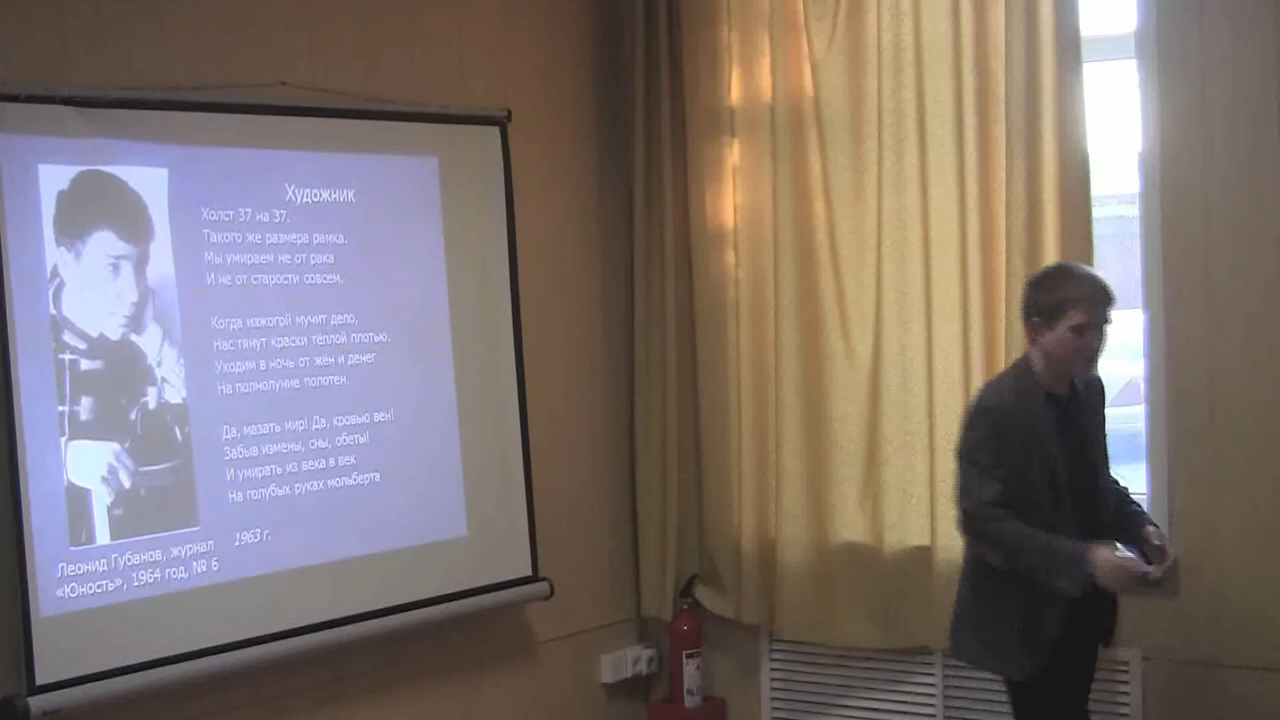 Художник
Холст 37 на 37.
Такого же размера рамка.
Мы умираем не от рака
И не от старости совсем.
Когда изжогой мучит дело,
Нас тянут краски тёплой плотью.
Уходим в ночь от жён и денег
На полнолуние полотен.
Да, мазать мир! Да, кровью вен!
Забыв измены, сны, обеты!
И умирать из века в век
На голубых руках мольберта
1963 г.
Леонид Губанов, журнал
«Юность», 1964 год, № 6